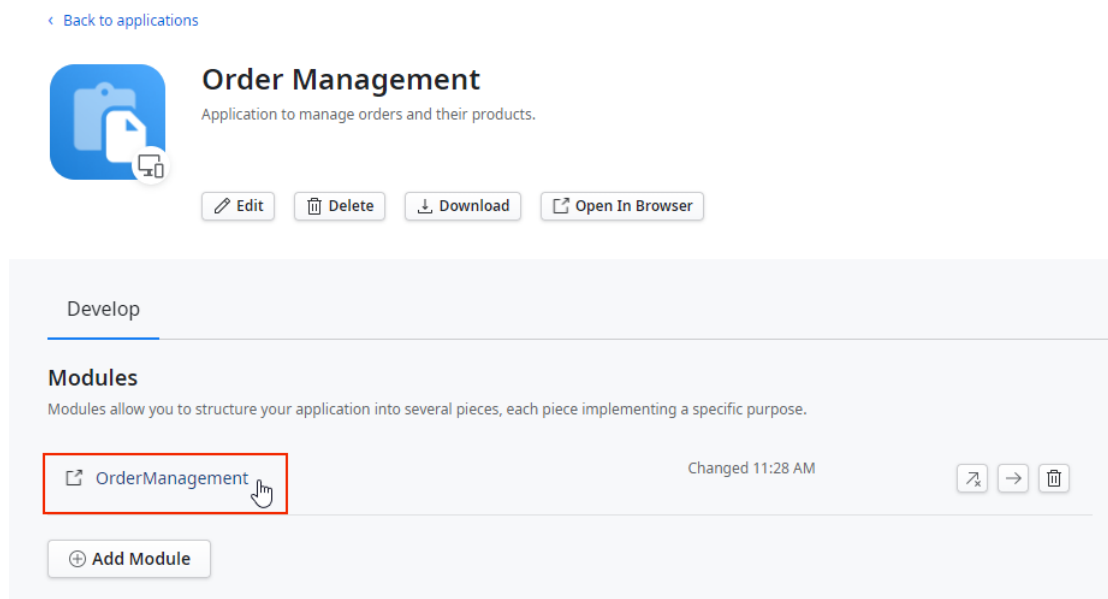 Back to applications
Order Management
Application to manage orders and their products.
Edit Delete Download Open In Browser
Develop
Modules
Modules allow you to structure your application into several pieces, each piece implementing a specific purpose.
OrderManagement Changed 11:28 AM
Add Module